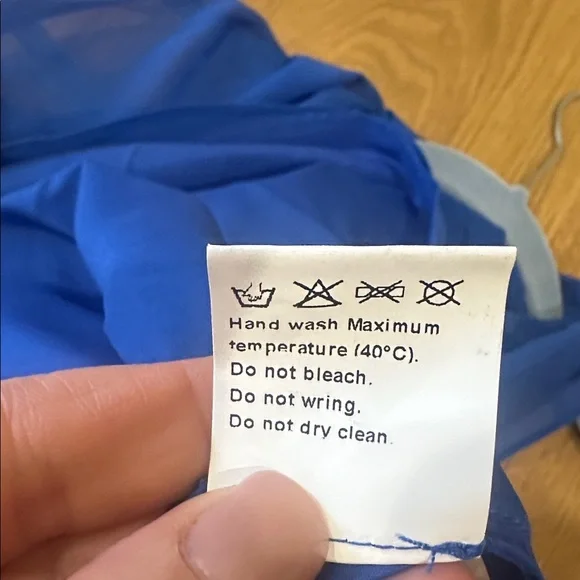 Hand wash Maximum
temperature (40°C).
Do not bleach.
Do not wring.
Do not dry clean.